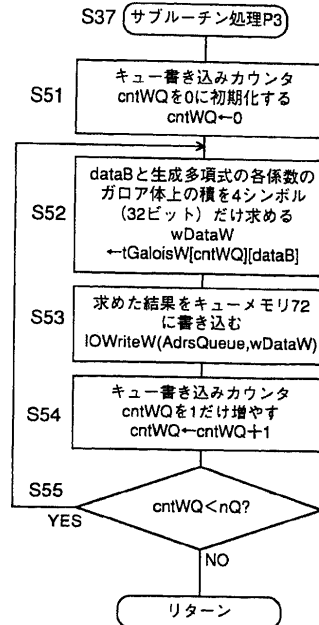 S37
サブルーチン処理P3
S51
キュー書き込みカウンタ
cntWQを0に初期化する
cntWQ←0
S52
dataBと生成多項式の各係数の
ガロア体上の積を4シンボル
（32ビット）だけ求める
wDataW
←tGaloisW[cntWQ][dataB]
S53
求めた結果をキューメモリ72
に書き込む
IOWriteW(AdrsQueue,wDataW)
S54
キュー書き込みカウンタ
cntWQを1だけ増やす
cntWQ←cntWQ＋1
S55
cntWQ<nQ?
YES
NO
リターン